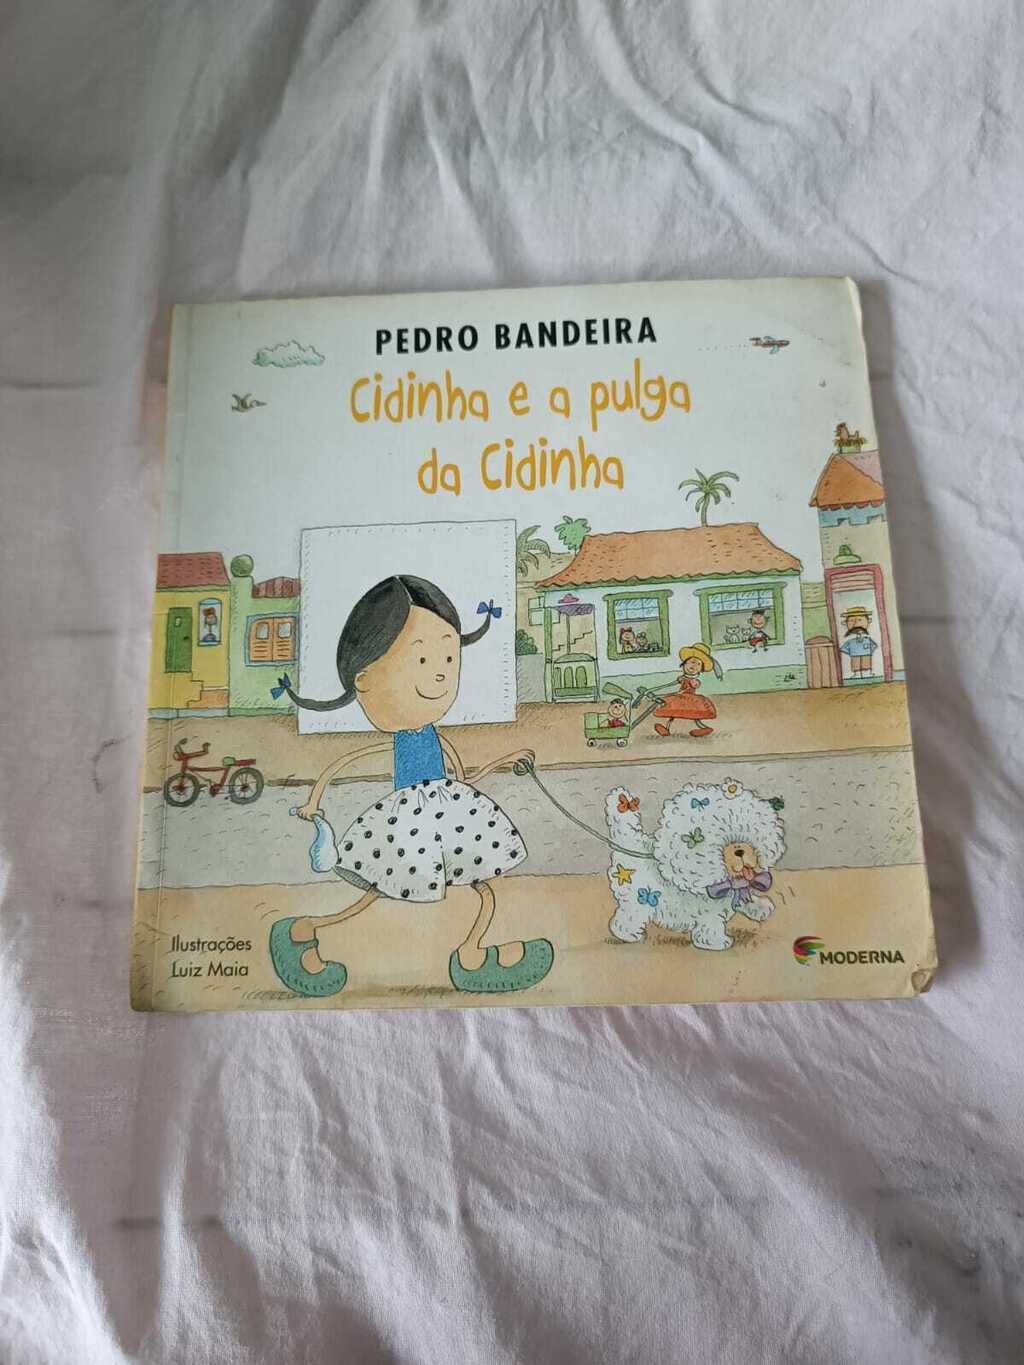 PEDRO BANDEIRA
Cidinha e a pulga
da Cidinha
Ilustrações
Luiz Maia
MODERNA